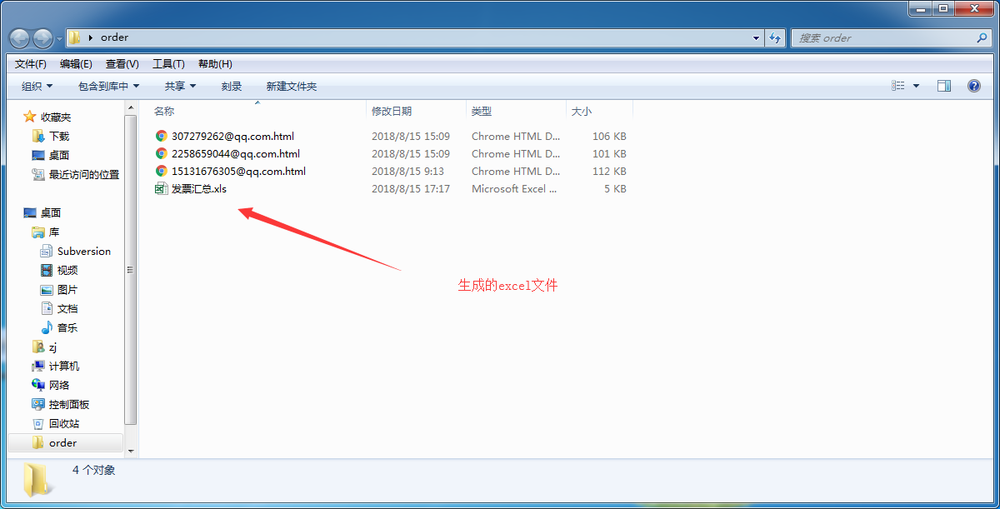 order
搜索 order
文件(F) 编辑(E) 查看(V) 工具(T) 帮助(H)
组织 包含到库中 共享 刻录 新建文件夹
名称 修改日期 类型 大小
307279262@qq.com.html 2018/8/15 15:09 Chrome HTML D... 106 KB
2258659044@qq.com.html 2018/8/15 15:09 Chrome HTML D... 101 KB
15131676305@qq.com.html 2018/8/15 9:13 Chrome HTML D... 112 KB
发票汇总.xls 2018/8/15 17:17 Microsoft Excel ... 5 KB
收藏夹
下载
桌面
最近访问的位置
桌面
库
Subversion
视频
图片
文档
音乐
zj
计算机
网络
控制面板
回收站
order
生成的excel文件
4 个对象